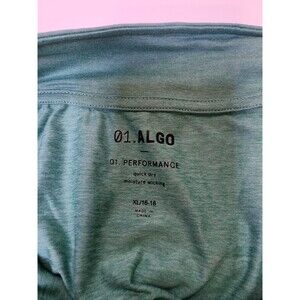 01.ALGO
01. PERFORMANCE
quick dry
moisture wicking
XL/16-18
MADE IN
CHINA